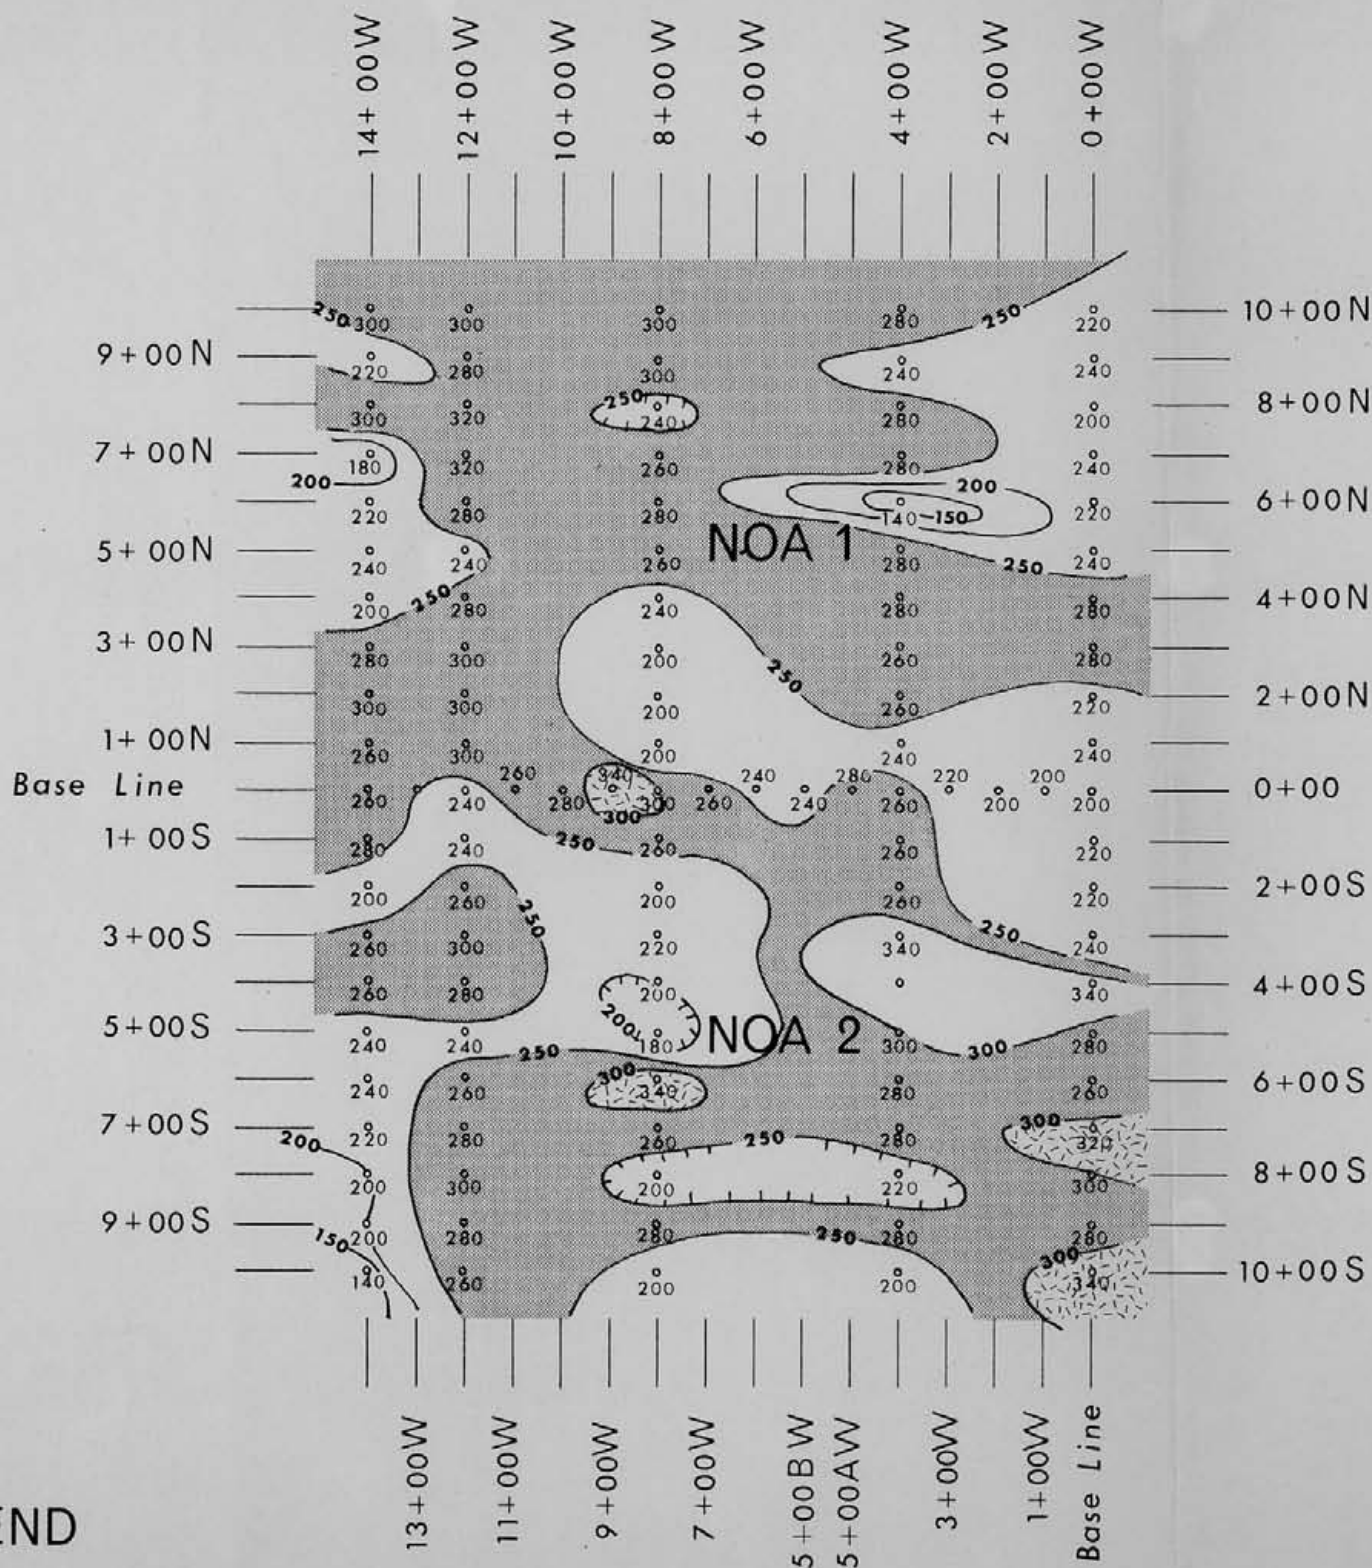 14+00W 12+00W 10+00W 8+00W 6+00W 4+00W 2+00W 0+00W
250 300 300 300 280 250 220 10+00N
9+00N 220 280 300 240 240
300 320 250 240 280 200 8+00N
7+00N 180 320 260 280 240
200 220 280 280 200 140 150 220 6+00N
NOA 1
5+00N 240 240 260 280 250 240
200 250 280 240 280 280 4+00N
3+00N 280 300 200 250 260 280
300 300 200 260 220 2+00N
1+00N 260 300 200 240 240
260 340 240 280 220 200
Base Line 260 240 280 300 260 240 260 200 200 0+00
300
1+00S 280 240 250 260 260 220
200 260 200 260 220 2+00S
3+00S 260 300 250 220 340 250 240
260 280 200 340 4+00S
200
NOA 2
5+00S 240 240 250 180 300 300 280
240 260 300 340 280 260 6+00S
7+00S 220 280 260 250 280 300 320
200
200 300 200 220 300 8+00S
9+00S 150 200 280 280 250 280 280
140 260 200 200 300 340 10+00S
13+00W 11+00W 9+00W 7+00W 5+00BW 5+00AW 3+00W 1+00W Base Line
END